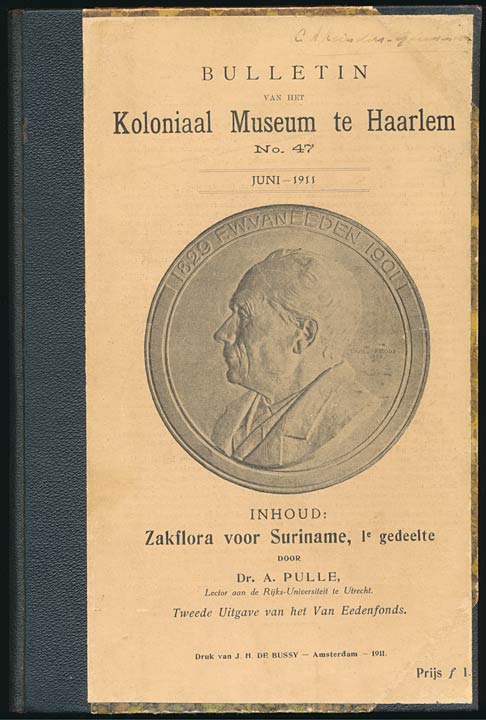 BULLETIN
VAN HET
Koloniaal Museum te Haarlem
No. 47
JUNI—1911
1829 F.W. VAN EEDEN 1901
INHOUD:
Zakflora voor Suriname, 1e gedeelte
DOOR
Dr. A. PULLE,
Lector aan de Rijks-Universiteit te Utrecht.
Tweede Uitgave van het Van Eedenfonds.
Druk van J. H. DE BUSSY — Amsterdam — 1911.
Prijs ƒ 1.